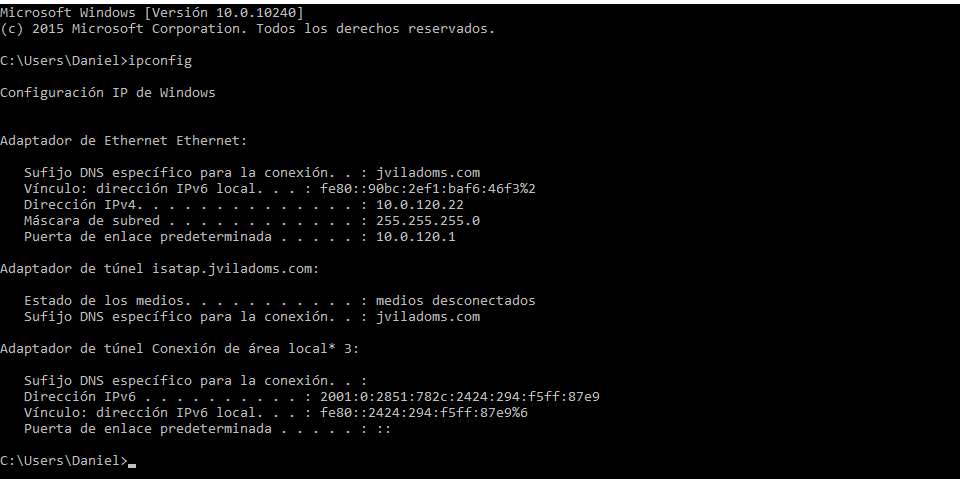 Microsoft Windows [Versión 10.0.10240]
(c) 2015 Microsoft Corporation. Todos los derechos reservados.
C:\Users\Daniel>ipconfig
Configuración IP de Windows
Adaptador de Ethernet Ethernet:
Sufijo DNS específico para la conexión. . : jviladoms.com
Vínculo: dirección IPv6 local. . . : fe80::90bc:2ef1:baf6:46f3%2
Dirección IPv4. . . . . . . . . . . . . . : 10.0.120.22
Máscara de subred . . . . . . . . . . . . : 255.255.255.0
Puerta de enlace predeterminada . . . . . : 10.0.120.1
Adaptador de túnel isatap.jviladoms.com:
Estado de los medios. . . . . . . . . . . : medios desconectados
Sufijo DNS específico para la conexión. . : jviladoms.com
Adaptador de túnel Conexión de área local* 3:
Sufijo DNS específico para la conexión. . :
Dirección IPv6 . . . . . . . . . . : 2001:0:2851:782c:2424:294:f5ff:87e9
Vínculo: dirección IPv6 local. . . : fe80::2424:294:f5ff:87e9%6
Puerta de enlace predeterminada . . . . . : ::
C:\Users\Daniel>_